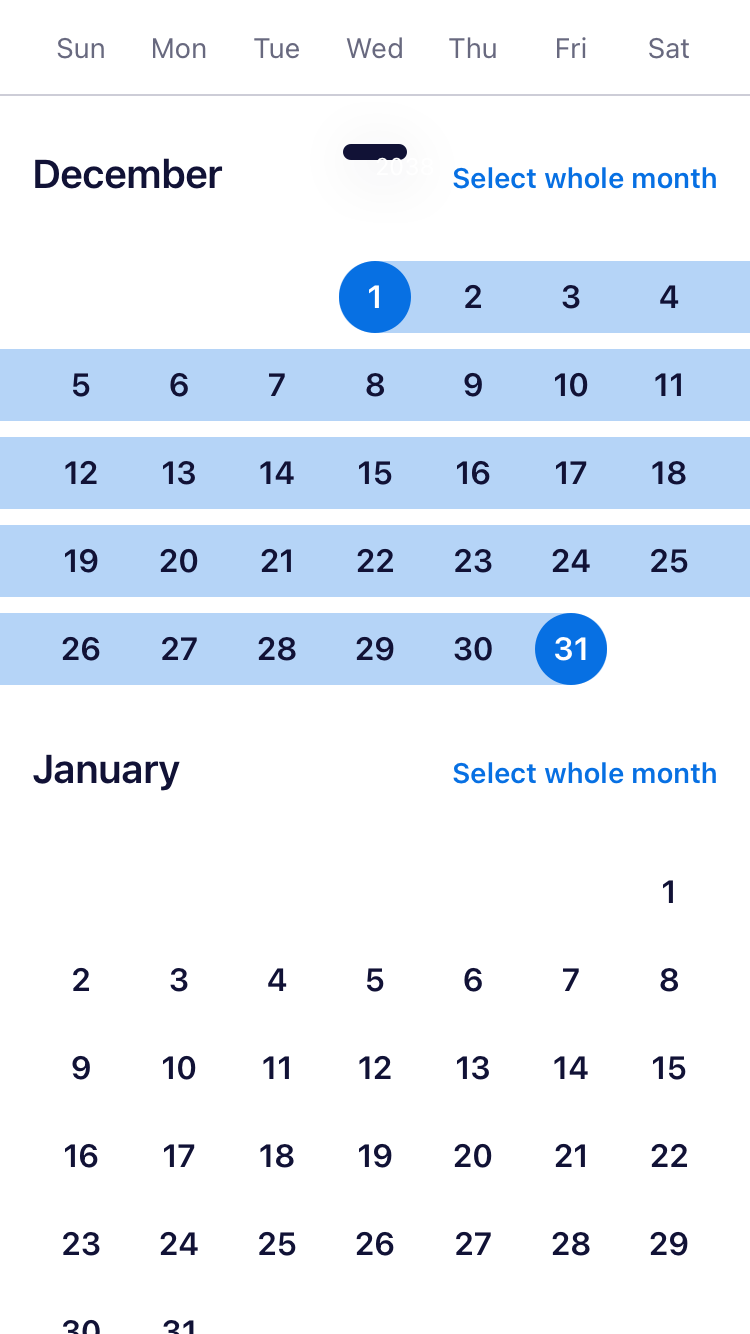 Sun Mon Tue Wed Thu Fri Sat
December Select whole month
1 2 3 4
5 6 7 8 9 10 11
12 13 14 15 16 17 18
19 20 21 22 23 24 25
26 27 28 29 30 31
January Select whole month
1
2 3 4 5 6 7 8
9 10 11 12 13 14 15
16 17 18 19 20 21 22
23 24 25 26 27 28 29
30 31